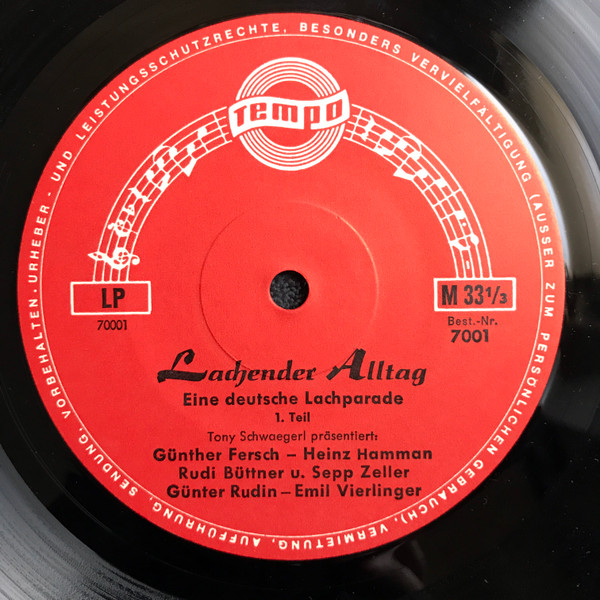 URHEBER - UND LEISTUNGSSCHUTZRECHTE, BESONDERS VERVIELFÄLTIGUNG (AUSSER ZUM PERSÖNLICHEN GEBRAUCH), VERMIETUNG, AUFFÜHRUNG, SENDUNG, VORBEHALTEN.
Tempo
LP
70001
M 33 1/3
Best.-Nr.
7001
Lachender Alltag
Eine deutsche Lachparade
1. Teil
Tony Schwaegerl präsentiert:
Günther Fersch - Heinz Hamman
Rudi Büttner u. Sepp Zeller
Günter Rudin - Emil Vierlinger